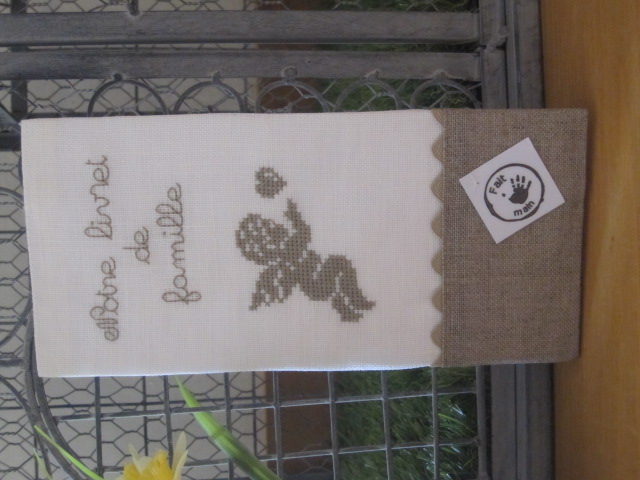 Notre livret
de
famille
Fait
main